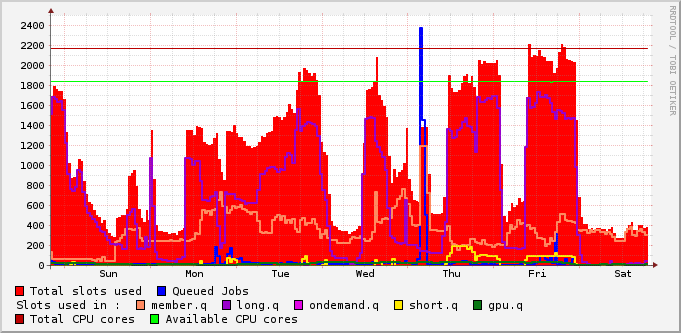 RRDTOOL / TOBI OETIKER
2400
2200
2000
1800
1600
1400
1200
1000
800
600
400
200
0
Sun Mon Tue Wed Thu Fri Sat
Total slots used Queued Jobs
Slots used in : member.q long.q ondemand.q short.q gpu.q
Total CPU cores Available CPU cores